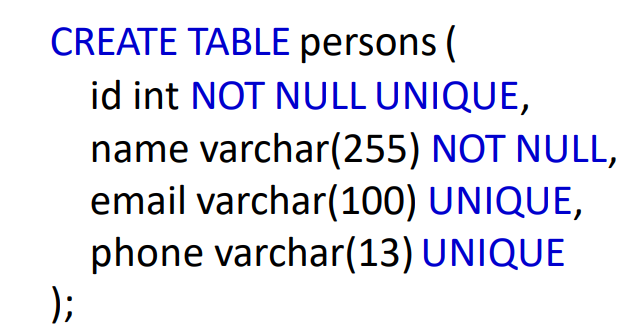 CREATE TABLE persons (
id int NOT NULL UNIQUE,
name varchar(255) NOT NULL,
email varchar(100) UNIQUE,
phone varchar(13) UNIQUE
);